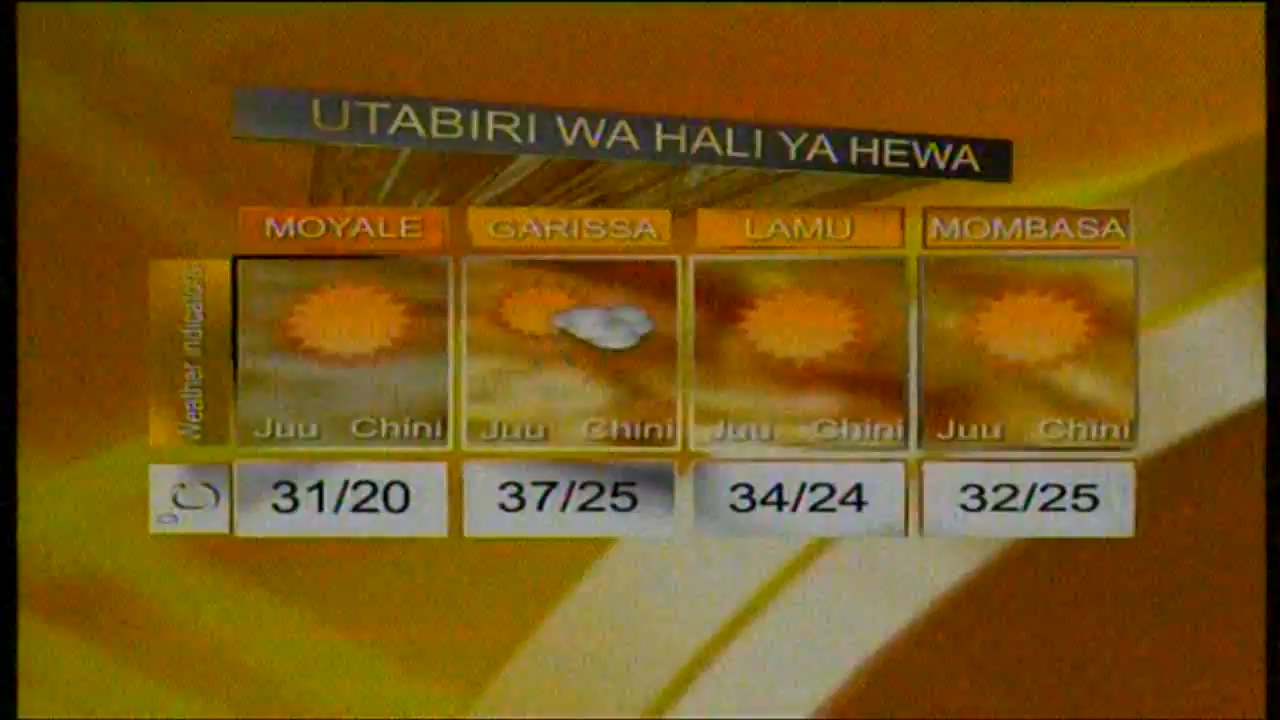 UTABIRI WA HALI YA HEWA
MOYALE GARISSA LAMU MOMBASA
Weather indicators
Juu Chini Juu Chini Juu Chini Juu Chini
°C 31/20 37/25 34/24 32/25